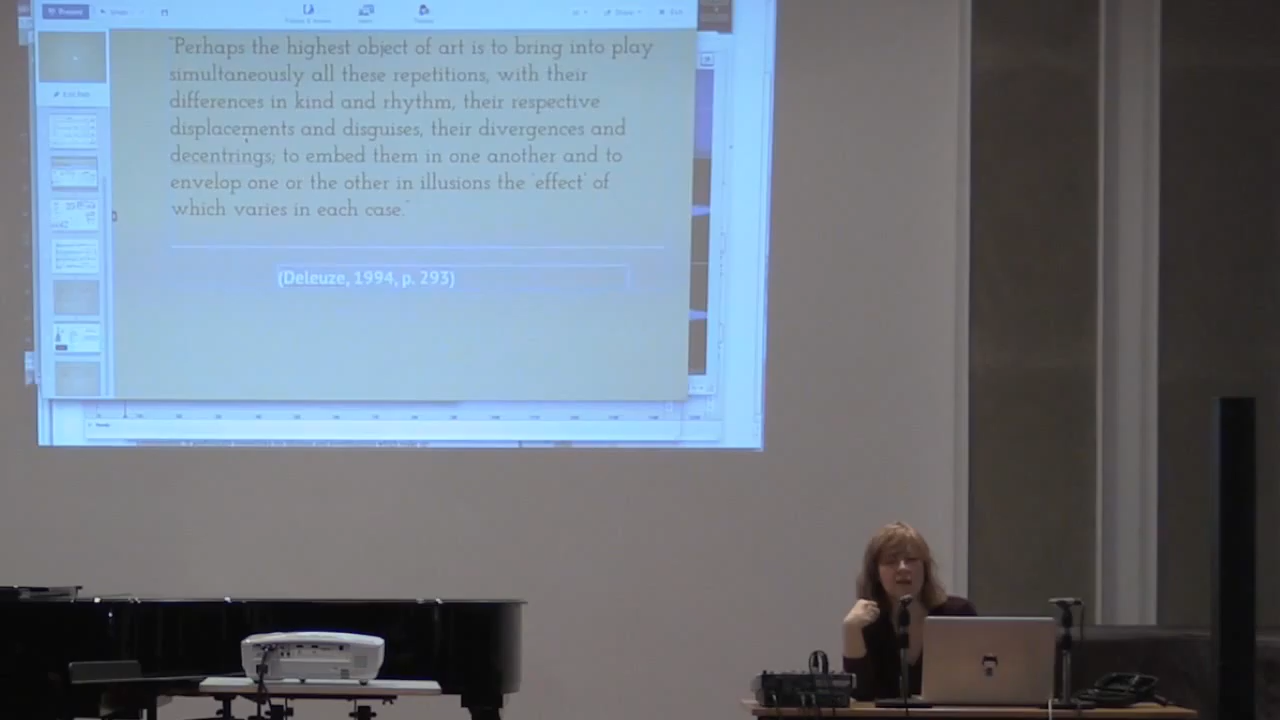 Present
"Perhaps the highest object of art is to bring into play
simultaneously all these repetitions, with their
differences in kind and rhythm, their respective
displacements and disguises, their divergences and
decentrings; to embed them in one another and to
envelop one or the other in illusions the 'effect' of
which varies in each case."
(Deleuze, 1994, p. 293)